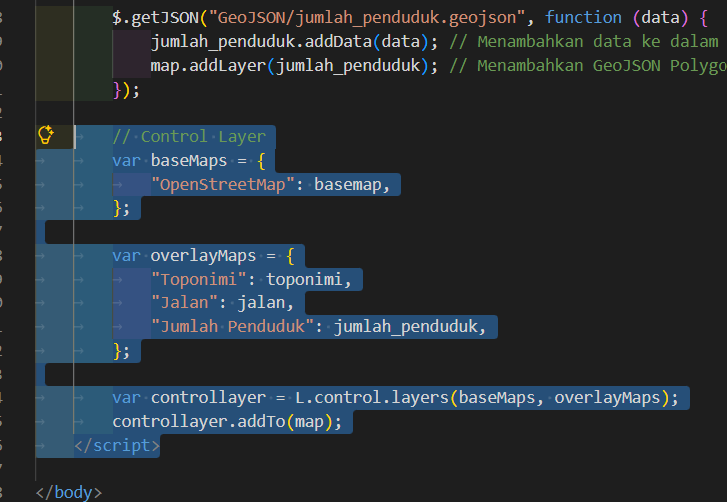 $.getJSON("GeoJSON/jumlah_penduduk.geojson", function (data) {
jumlah_penduduk.addData(data); // Menambahkan data ke dalam
map.addLayer(jumlah_penduduk); // Menambahkan GeoJSON Polygo
});
// Control Layer
var baseMaps = {
"OpenStreetMap": basemap,
};
var overlayMaps = {
"Toponimi": toponimi,
"Jalan": jalan,
"Jumlah Penduduk": jumlah_penduduk,
};
var controllayer = L.control.layers(baseMaps, overlayMaps);
controllayer.addTo(map);
</script>
</body>